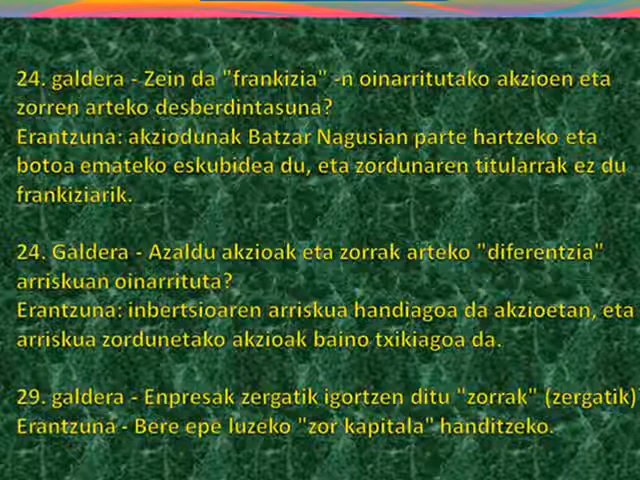 24. galdera - Zein da "frankizia" -n oinarritutako akzioen eta
zorren arteko desberdintasuna?
Erantzuna: akziodunak Batzar Nagusian parte hartzeko eta
botoa emateko eskubidea du, eta zordunaren titularrak ez du
frankiziarik.
24. Galdera - Azaldu akzioak eta zorrak arteko "diferentzia"
arriskuan oinarrituta?
Erantzuna: inbertsioaren arriskua handiagoa da akzioetan, eta
arriskua zordunetako akzioak baino txikiagoa da.
29. galdera - Enpresak zergatik igortzen ditu "zorrak" (zergatik)
Erantzuna - Bere epe luzeko "zor kapitala" handitzeko.